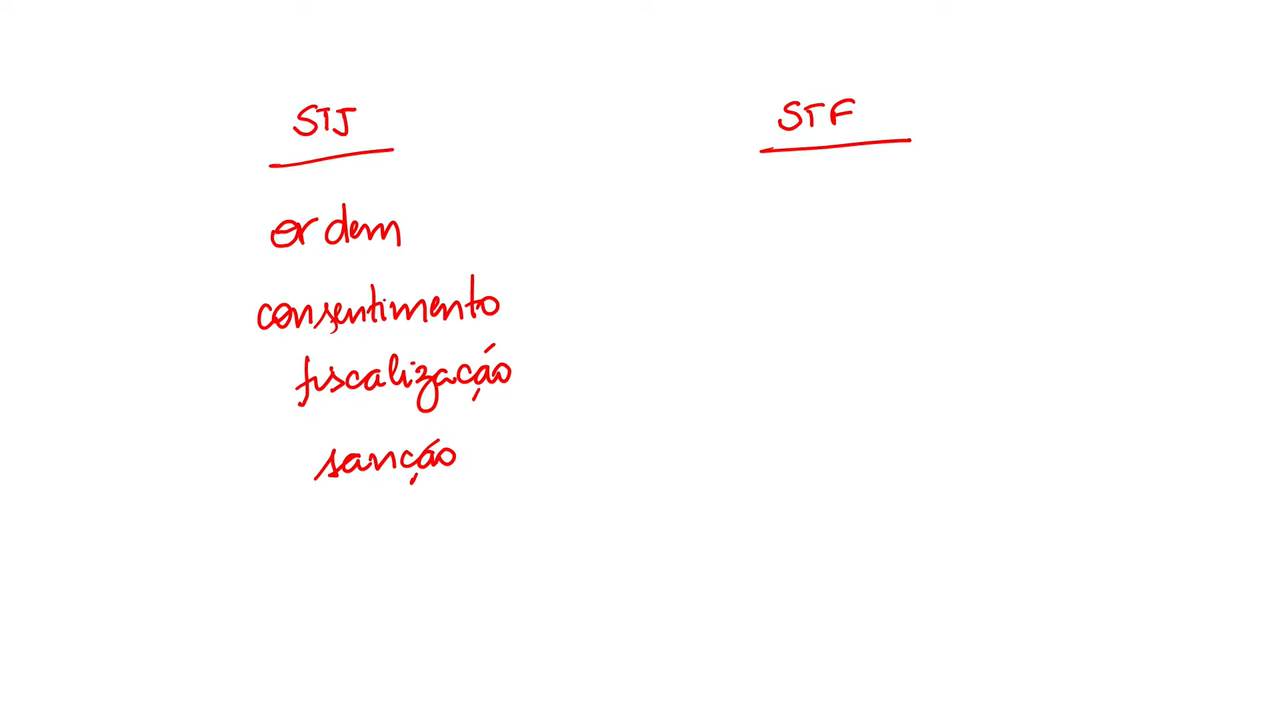 STJ
STF
ordem
consentimento
fiscalização
sanção